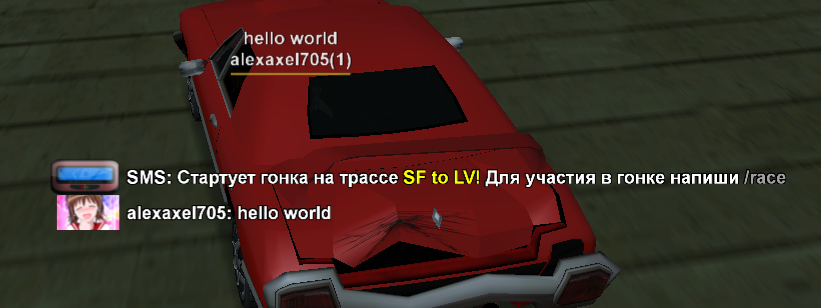 hello world
alexaxel705(1)
SMS: Стартует гонка на трассе SF to LV! Для участия в гонке напиши /race
alexaxel705: hello world